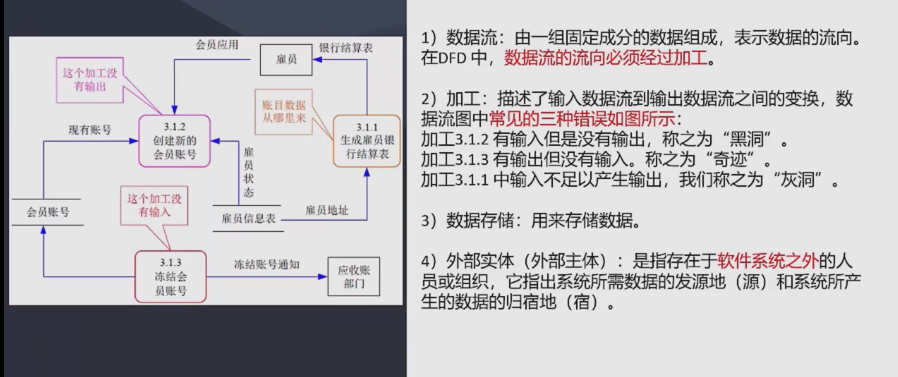 会员应用
雇员
银行结算表
这个加工没
有输出
账目数据
从哪里来
3.1.2
创建新的
会员账号
3.1.1
生成雇员银
行结算表
现有账号
雇员状态
这个加工没
有输入
会员账号
雇员信息表
雇员地址
3.1.3
冻结会
员账号
冻结账号通知
应收账
部门
1）数据流：由一组固定成分的数据组成，表示数据的流向。
在DFD 中，数据流的流向必须经过加工。
2）加工：描述了输入数据流到输出数据流之间的变换，数
据流图中常见的三种错误如图所示：
加工3.1.2 有输入但是没有输出，称之为“黑洞”。
加工3.1.3 有输出但没有输入。称之为“奇迹”。
加工3.1.1 中输入不足以产生输出，我们称之为“灰洞”。
3）数据存储：用来存储数据。
4）外部实体（外部主体）：是指存在于软件系统之外的人
员或组织，它指出系统所需数据的发源地（源）和系统所产
生的数据的归宿地（宿）。